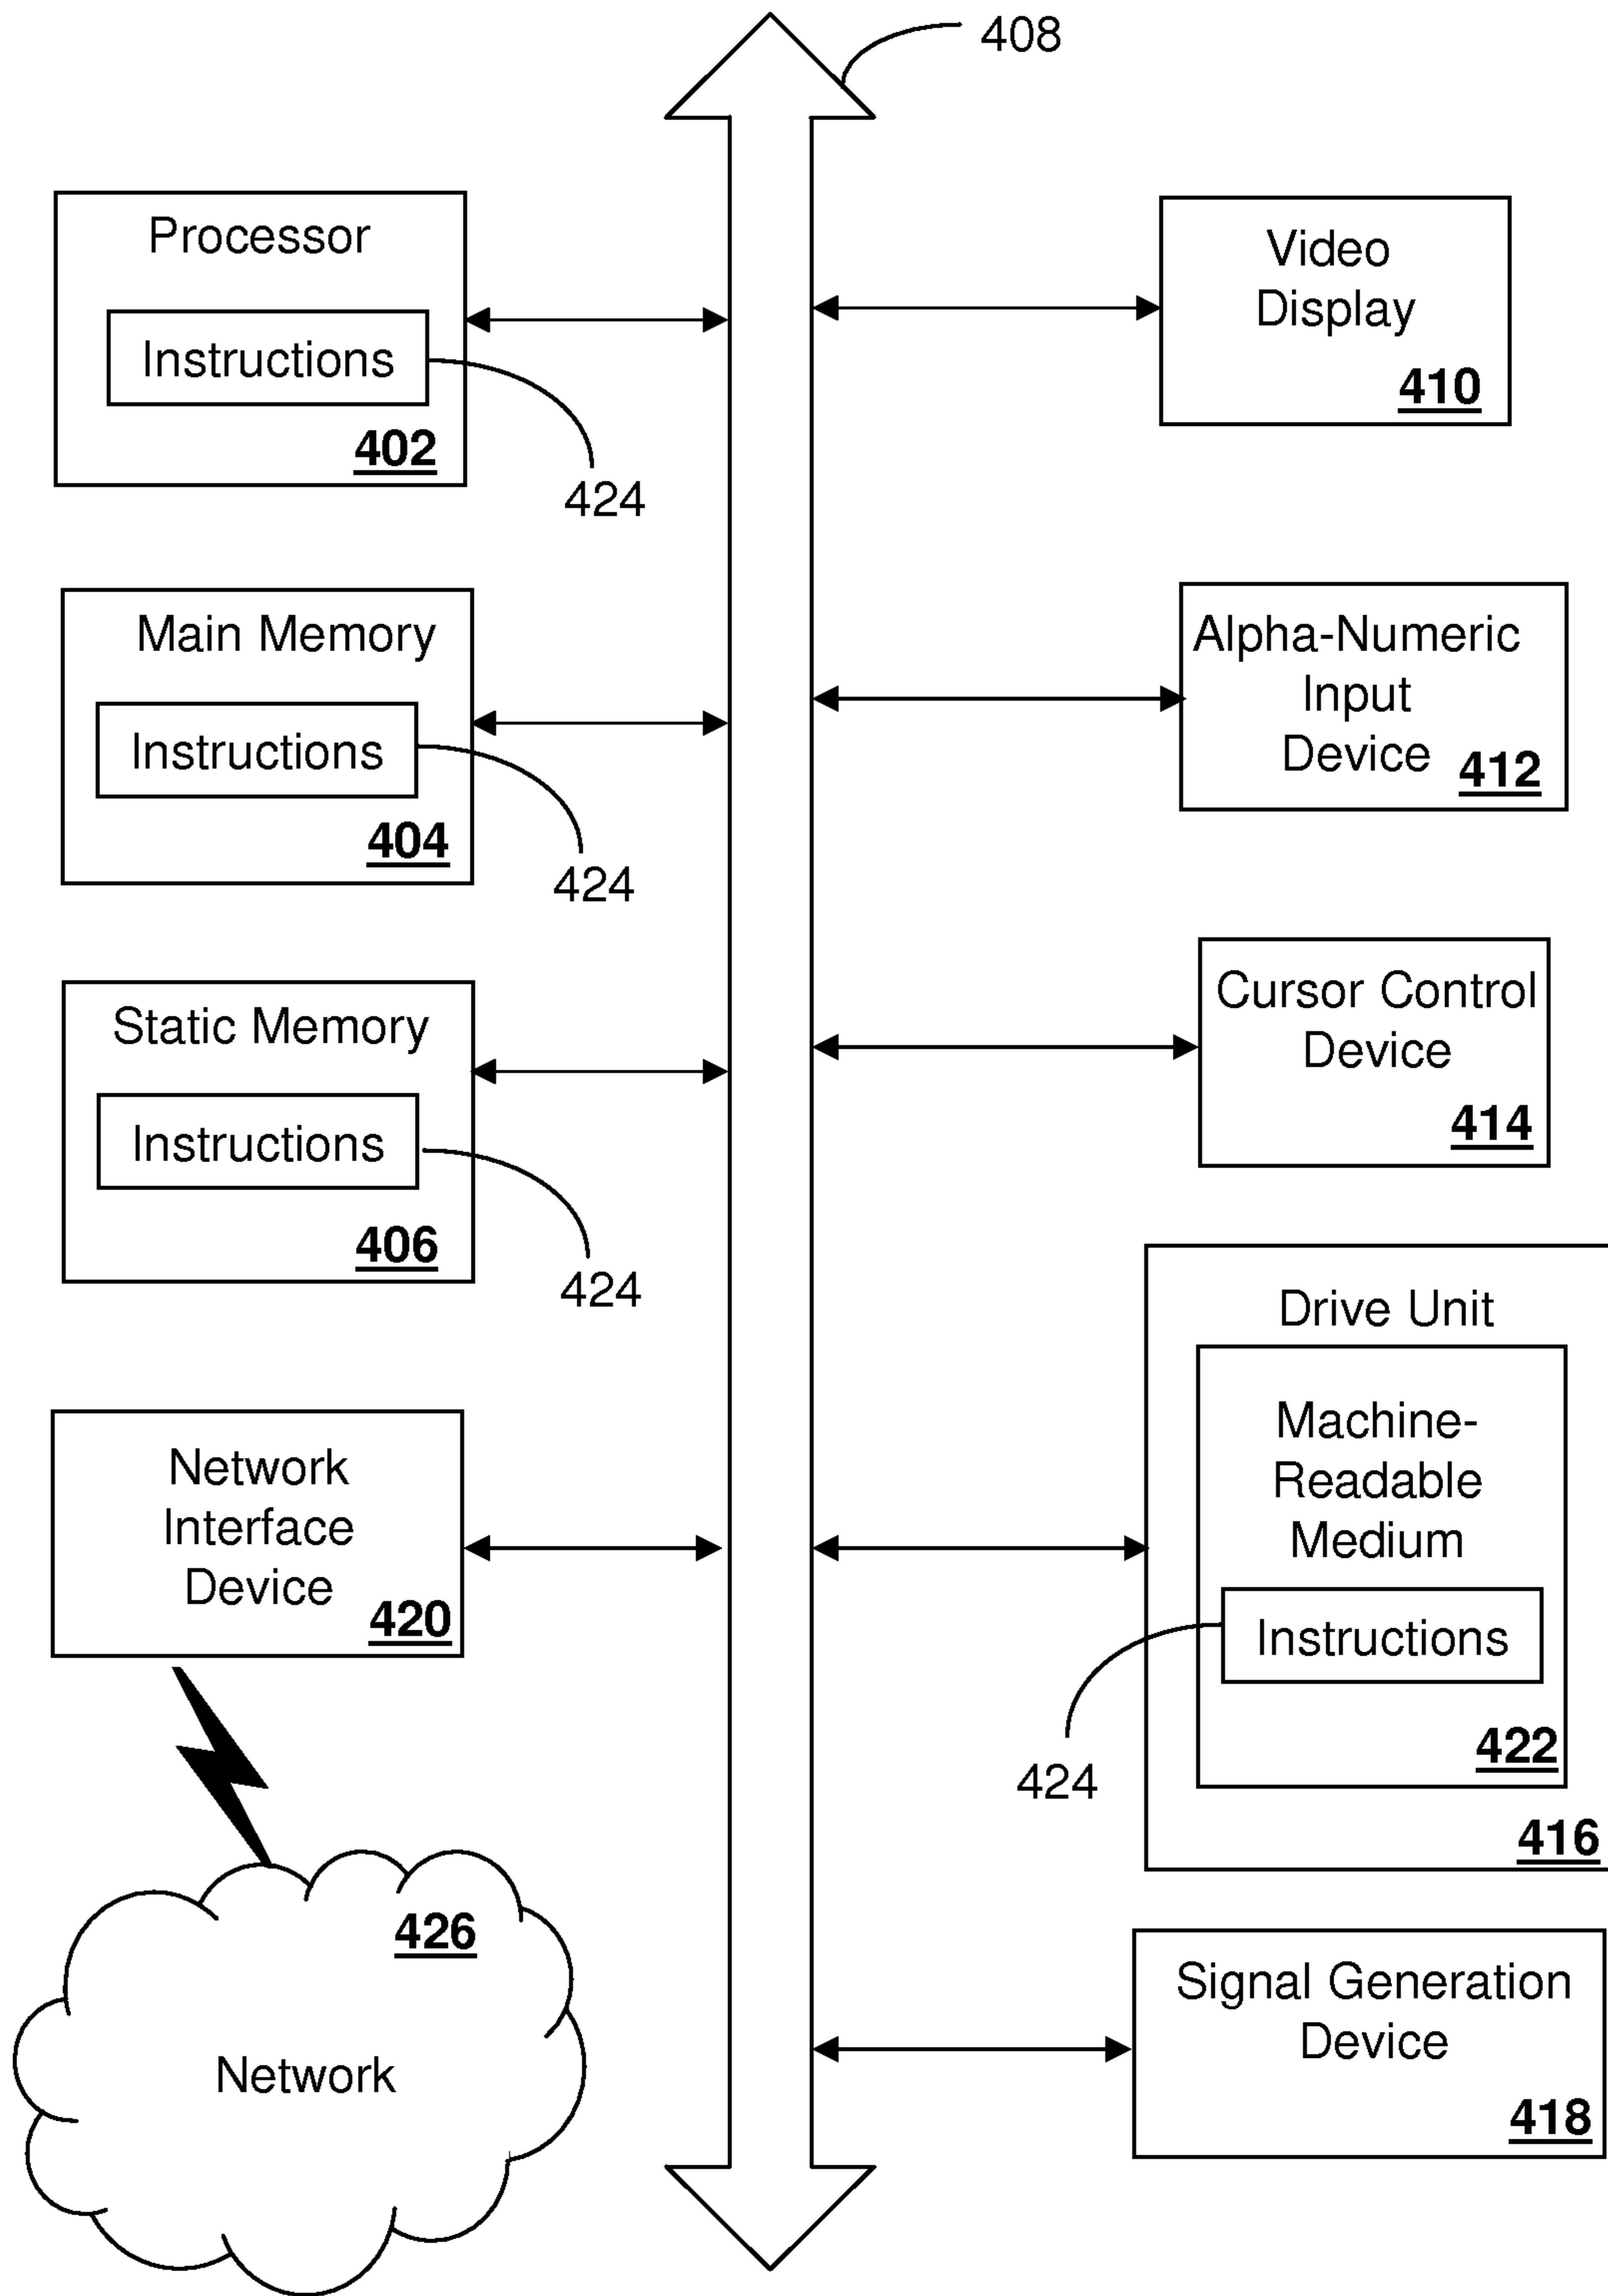 408
Processor
Instructions
402
424
Main Memory
Instructions
404
424
Static Memory
Instructions
406
424
Network
Interface
Device
420
426
Network
Video
Display
410
Alpha-Numeric
Input
Device
412
Cursor Control
Device
414
Drive Unit
Machine-
Readable
Medium
Instructions
422
424
416
Signal Generation
Device
418